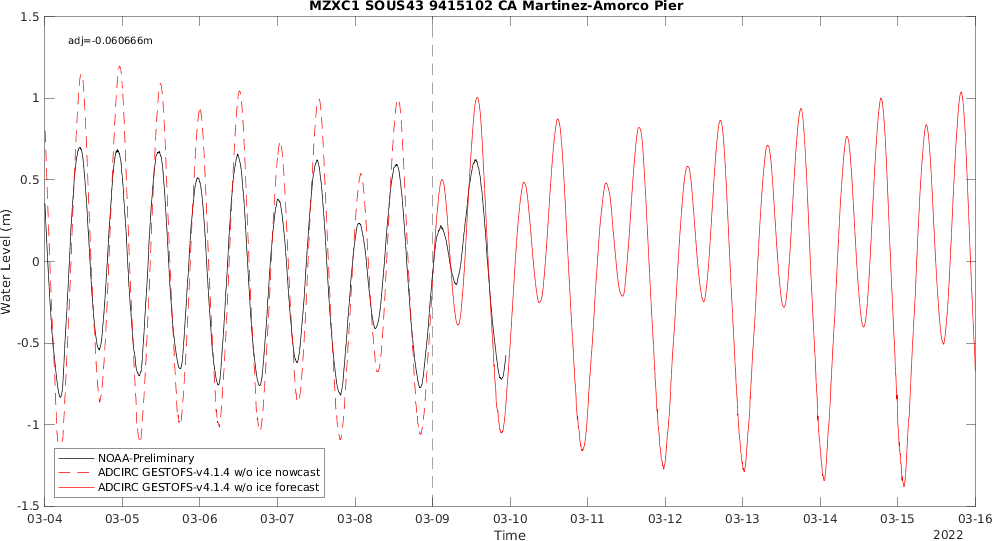 MZXC1 SOUS43 9415102 CA Martinez-Amorco Pier
adj=-0.060666m
1.5
1
0.5
0
-0.5
-1
-1.5
Water Level (m)
NOAA-Preliminary
ADCIRC GESTOFS-v4.1.4 w/o ice nowcast
ADCIRC GESTOFS-v4.1.4 w/o ice forecast
03-04 03-05 03-06 03-07 03-08 03-09 03-10 03-11 03-12 03-13 03-14 03-15 03-16
Time
2022